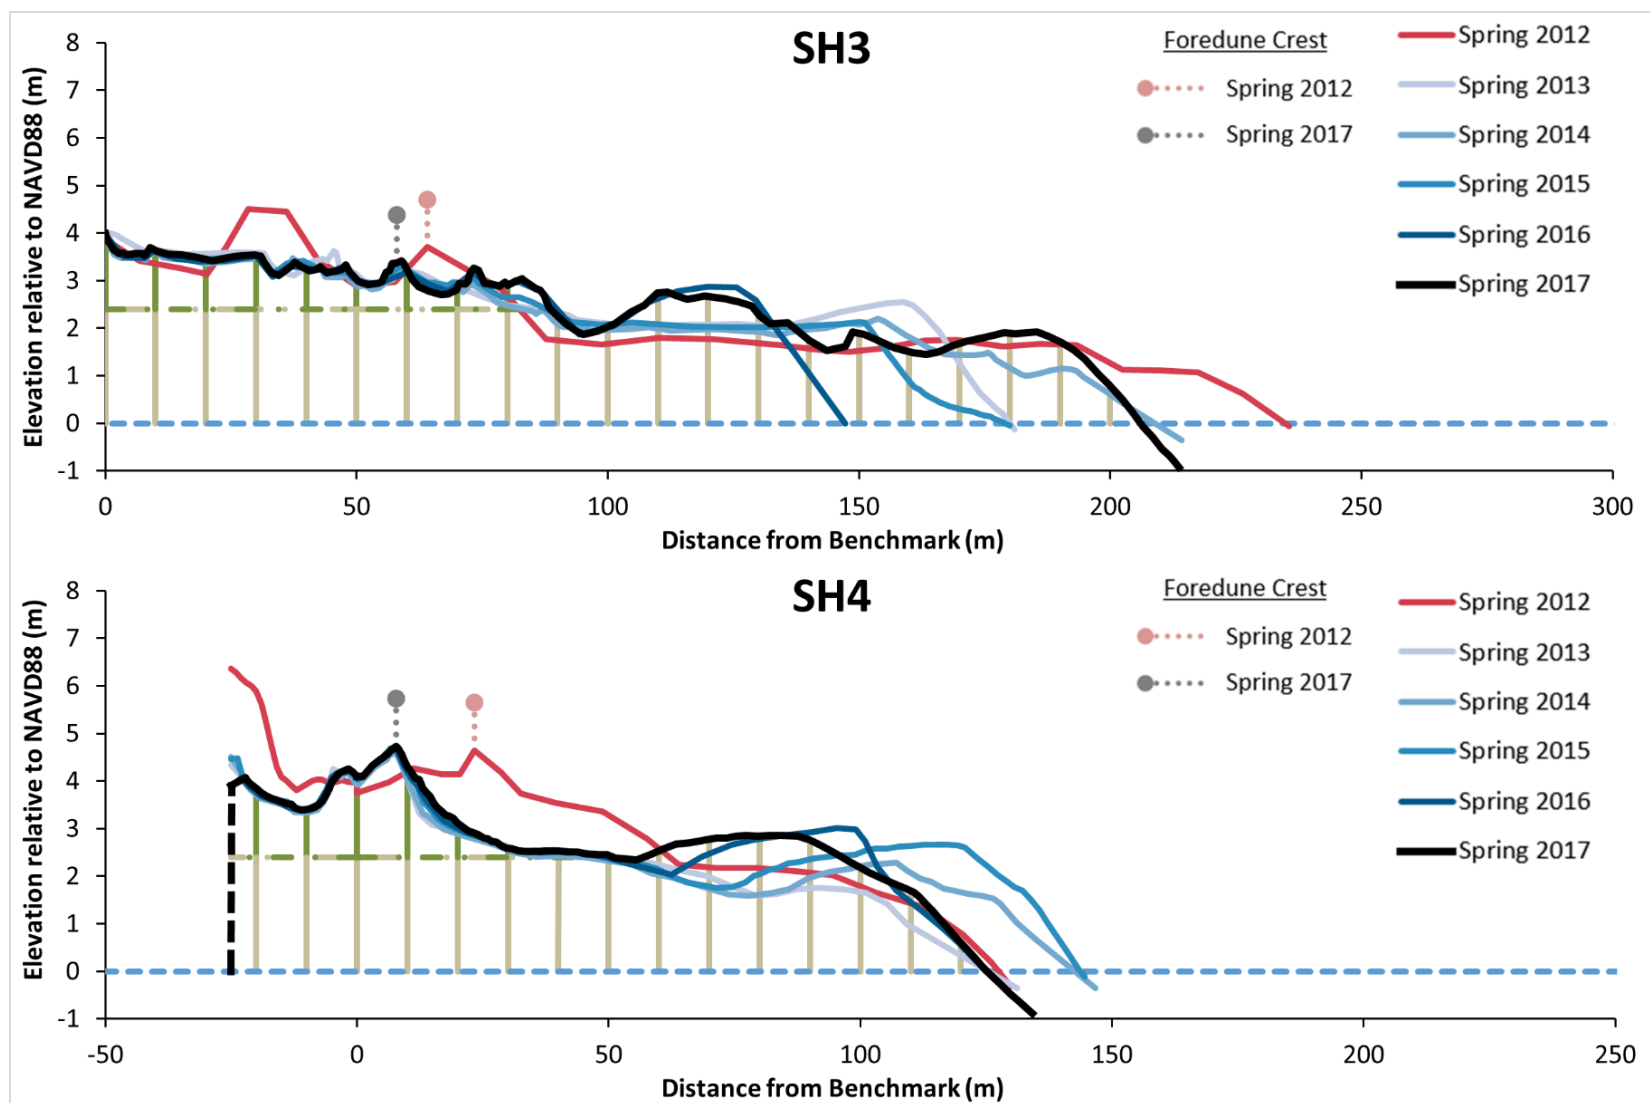 SH3
Elevation relative to NAVD88 (m)
8
7
6
5
4
3
2
1
0
-1
0
50
100
150
200
250
300
Distance from Benchmark (m)
Foredune Crest
Spring 2012
Spring 2017
Spring 2012
Spring 2013
Spring 2014
Spring 2015
Spring 2016
Spring 2017
SH4
Elevation relative to NAVD88 (m)
8
7
6
5
4
3
2
1
0
-1
-50
0
50
100
150
200
250
Distance from Benchmark (m)
Foredune Crest
Spring 2012
Spring 2017
Spring 2012
Spring 2013
Spring 2014
Spring 2015
Spring 2016
Spring 2017